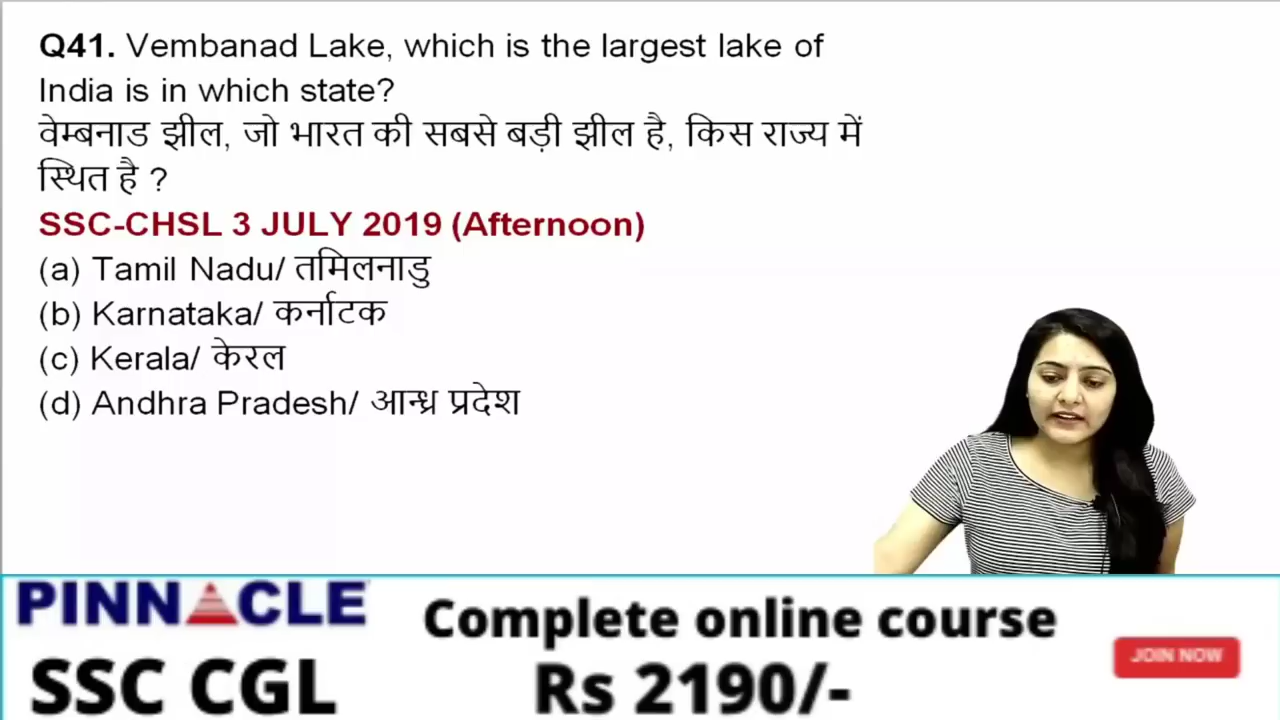 Q41. Vembanad Lake, which is the largest lake of
India is in which state?
वेम्बनाड झील, जो भारत की सबसे बड़ी झील है, किस राज्य में
स्थित है ?
SSC-CHSL 3 JULY 2019 (Afternoon)
(a) Tamil Nadu/ तमिलनाडु
(b) Karnataka/ कर्नाटक
(c) Kerala/ केरल
(d) Andhra Pradesh/ आन्ध्र प्रदेश
PINNACLE
SSC CGL
Complete online course
Rs 2190/-
JOIN NOW